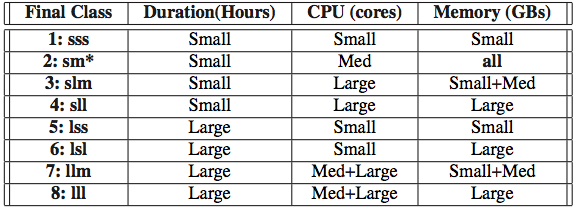 Final Class Duration(Hours) CPU (cores) Memory (GBs)
1: sss Small Small Small
2: sm* Small Med all
3: slm Small Large Small+Med
4: sll Small Large Large
5: lss Large Small Small
6: lsl Large Small Large
7: llm Large Med+Large Small+Med
8: lll Large Med+Large Large